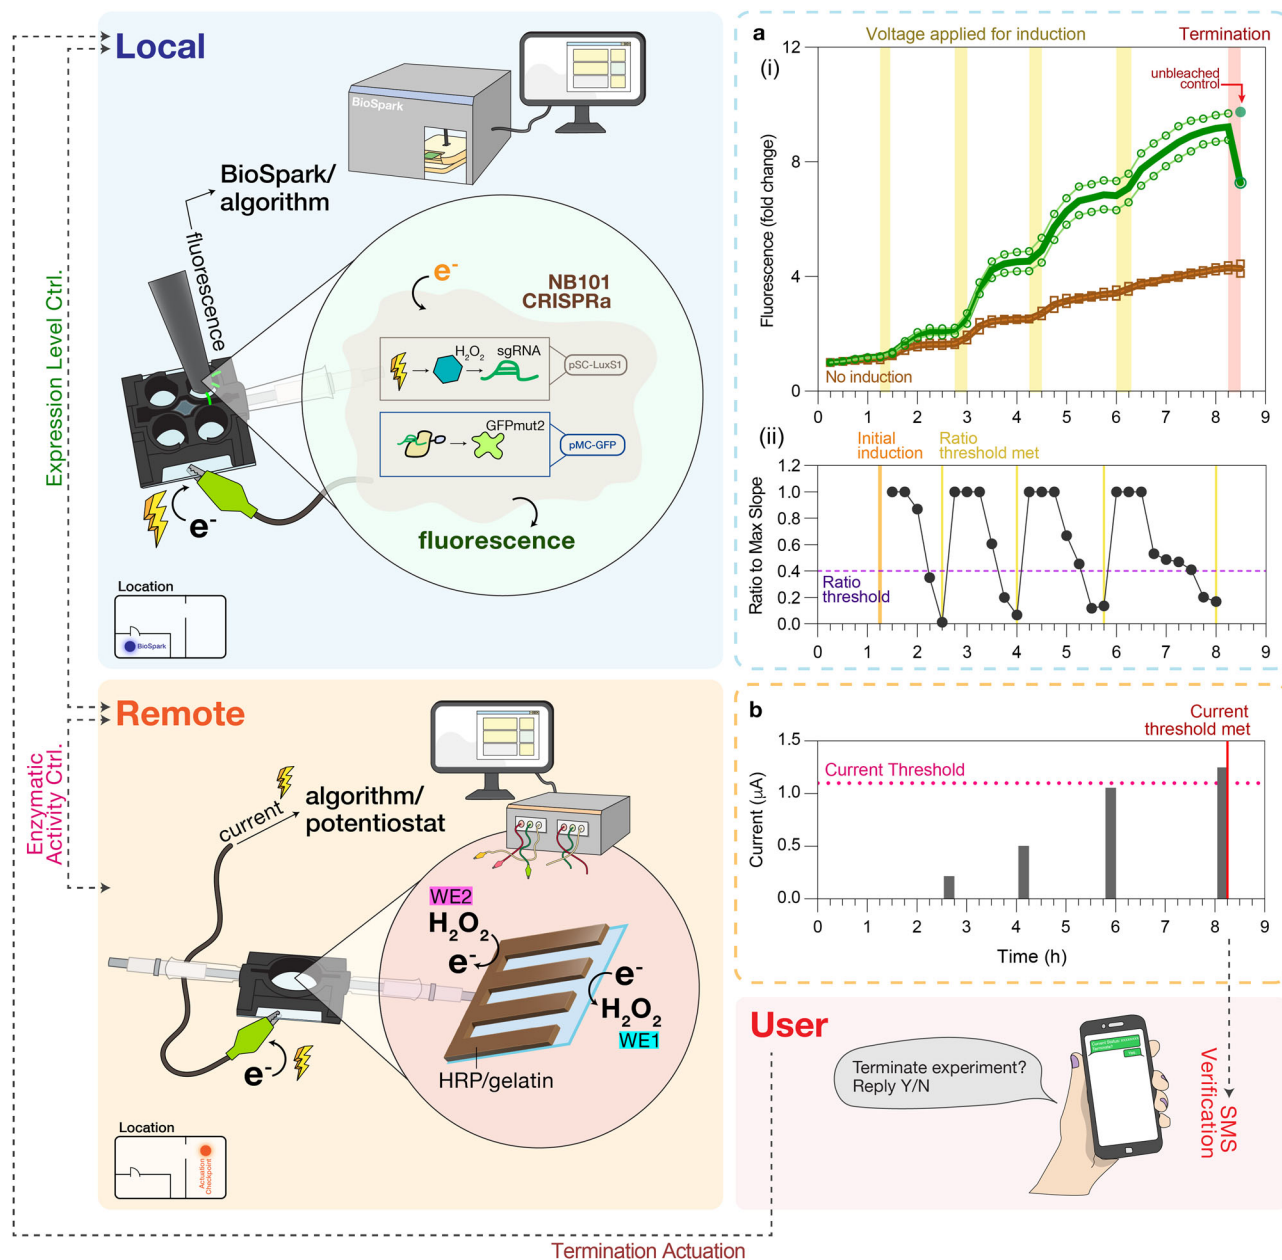 Local
BioSpark
BioSpark/
algorithm
fluorescence
e-
NB101
CRISPRa
H2O2
sgRNA
pSC-LuxS1
GFPmut2
pMC-GFP
fluorescence
e-
Location
BioSpark
Expression Level Ctrl.
Enzymatic
Activity Ctrl.
Remote
current
algorithm/
potentiostat
WE2
H2O2
e-
e-
H2O2
WE1
HRP/gelatin
e-
Location
Actuation
Checkpoint
a
Voltage applied for induction
Termination
(i)
unbleached
control
Fluorescence (fold change)
12
8
4
0
No induction
0 1 2 3 4 5 6 7 8 9
(ii)
Initial
induction
Ratio
threshold met
Ratio to Max Slope
1.2
1.0
0.8
0.6
0.4
0.2
0.0
Ratio
threshold
0 1 2 3 4 5 6 7 8 9
b
Current
threshold met
Current Threshold
Current (µA)
1.5
1.0
0.5
0.0
0 1 2 3 4 5 6 7 8 9
Time (h)
User
Terminate experiment?
Reply Y/N
SMS
Verification
Termination Actuation